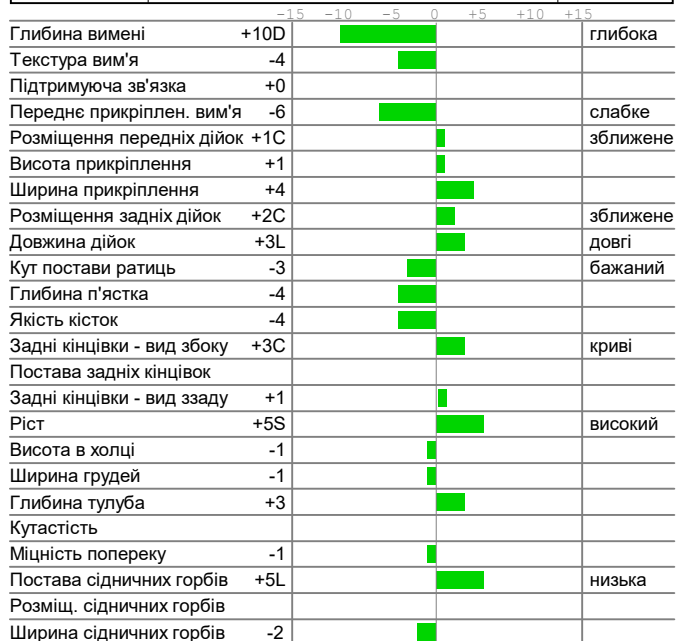 -15 -10 -5 0 +5 +10 +15
Глибина вимені +10D глибока
Текстура вим'я -4
Підтримуюча зв'язка +0
Переднє прикріплен. вим'я -6 слабке
Розміщення передніх дійок +1C зближене
Висота прикріплення +1
Ширина прикріплення +4
Розміщення задніх дійок +2C зближене
Довжина дійок +3L довгі
Кут постави ратиць -3 бажаний
Глибина п'ястка -4
Якість кісток -4
Задні кінцівки - вид збоку +3C криві
Постава задніх кінцівок
Задні кінцівки - вид ззаду +1
Ріст +5S високий
Висота в холці -1
Ширина грудей -1
Глибина тулуба +3
Кутастість
Міцність попереку -1
Постава сідничних горбів +5L низька
Розміщ. сідничних горбів
Ширина сідничних горбів -2